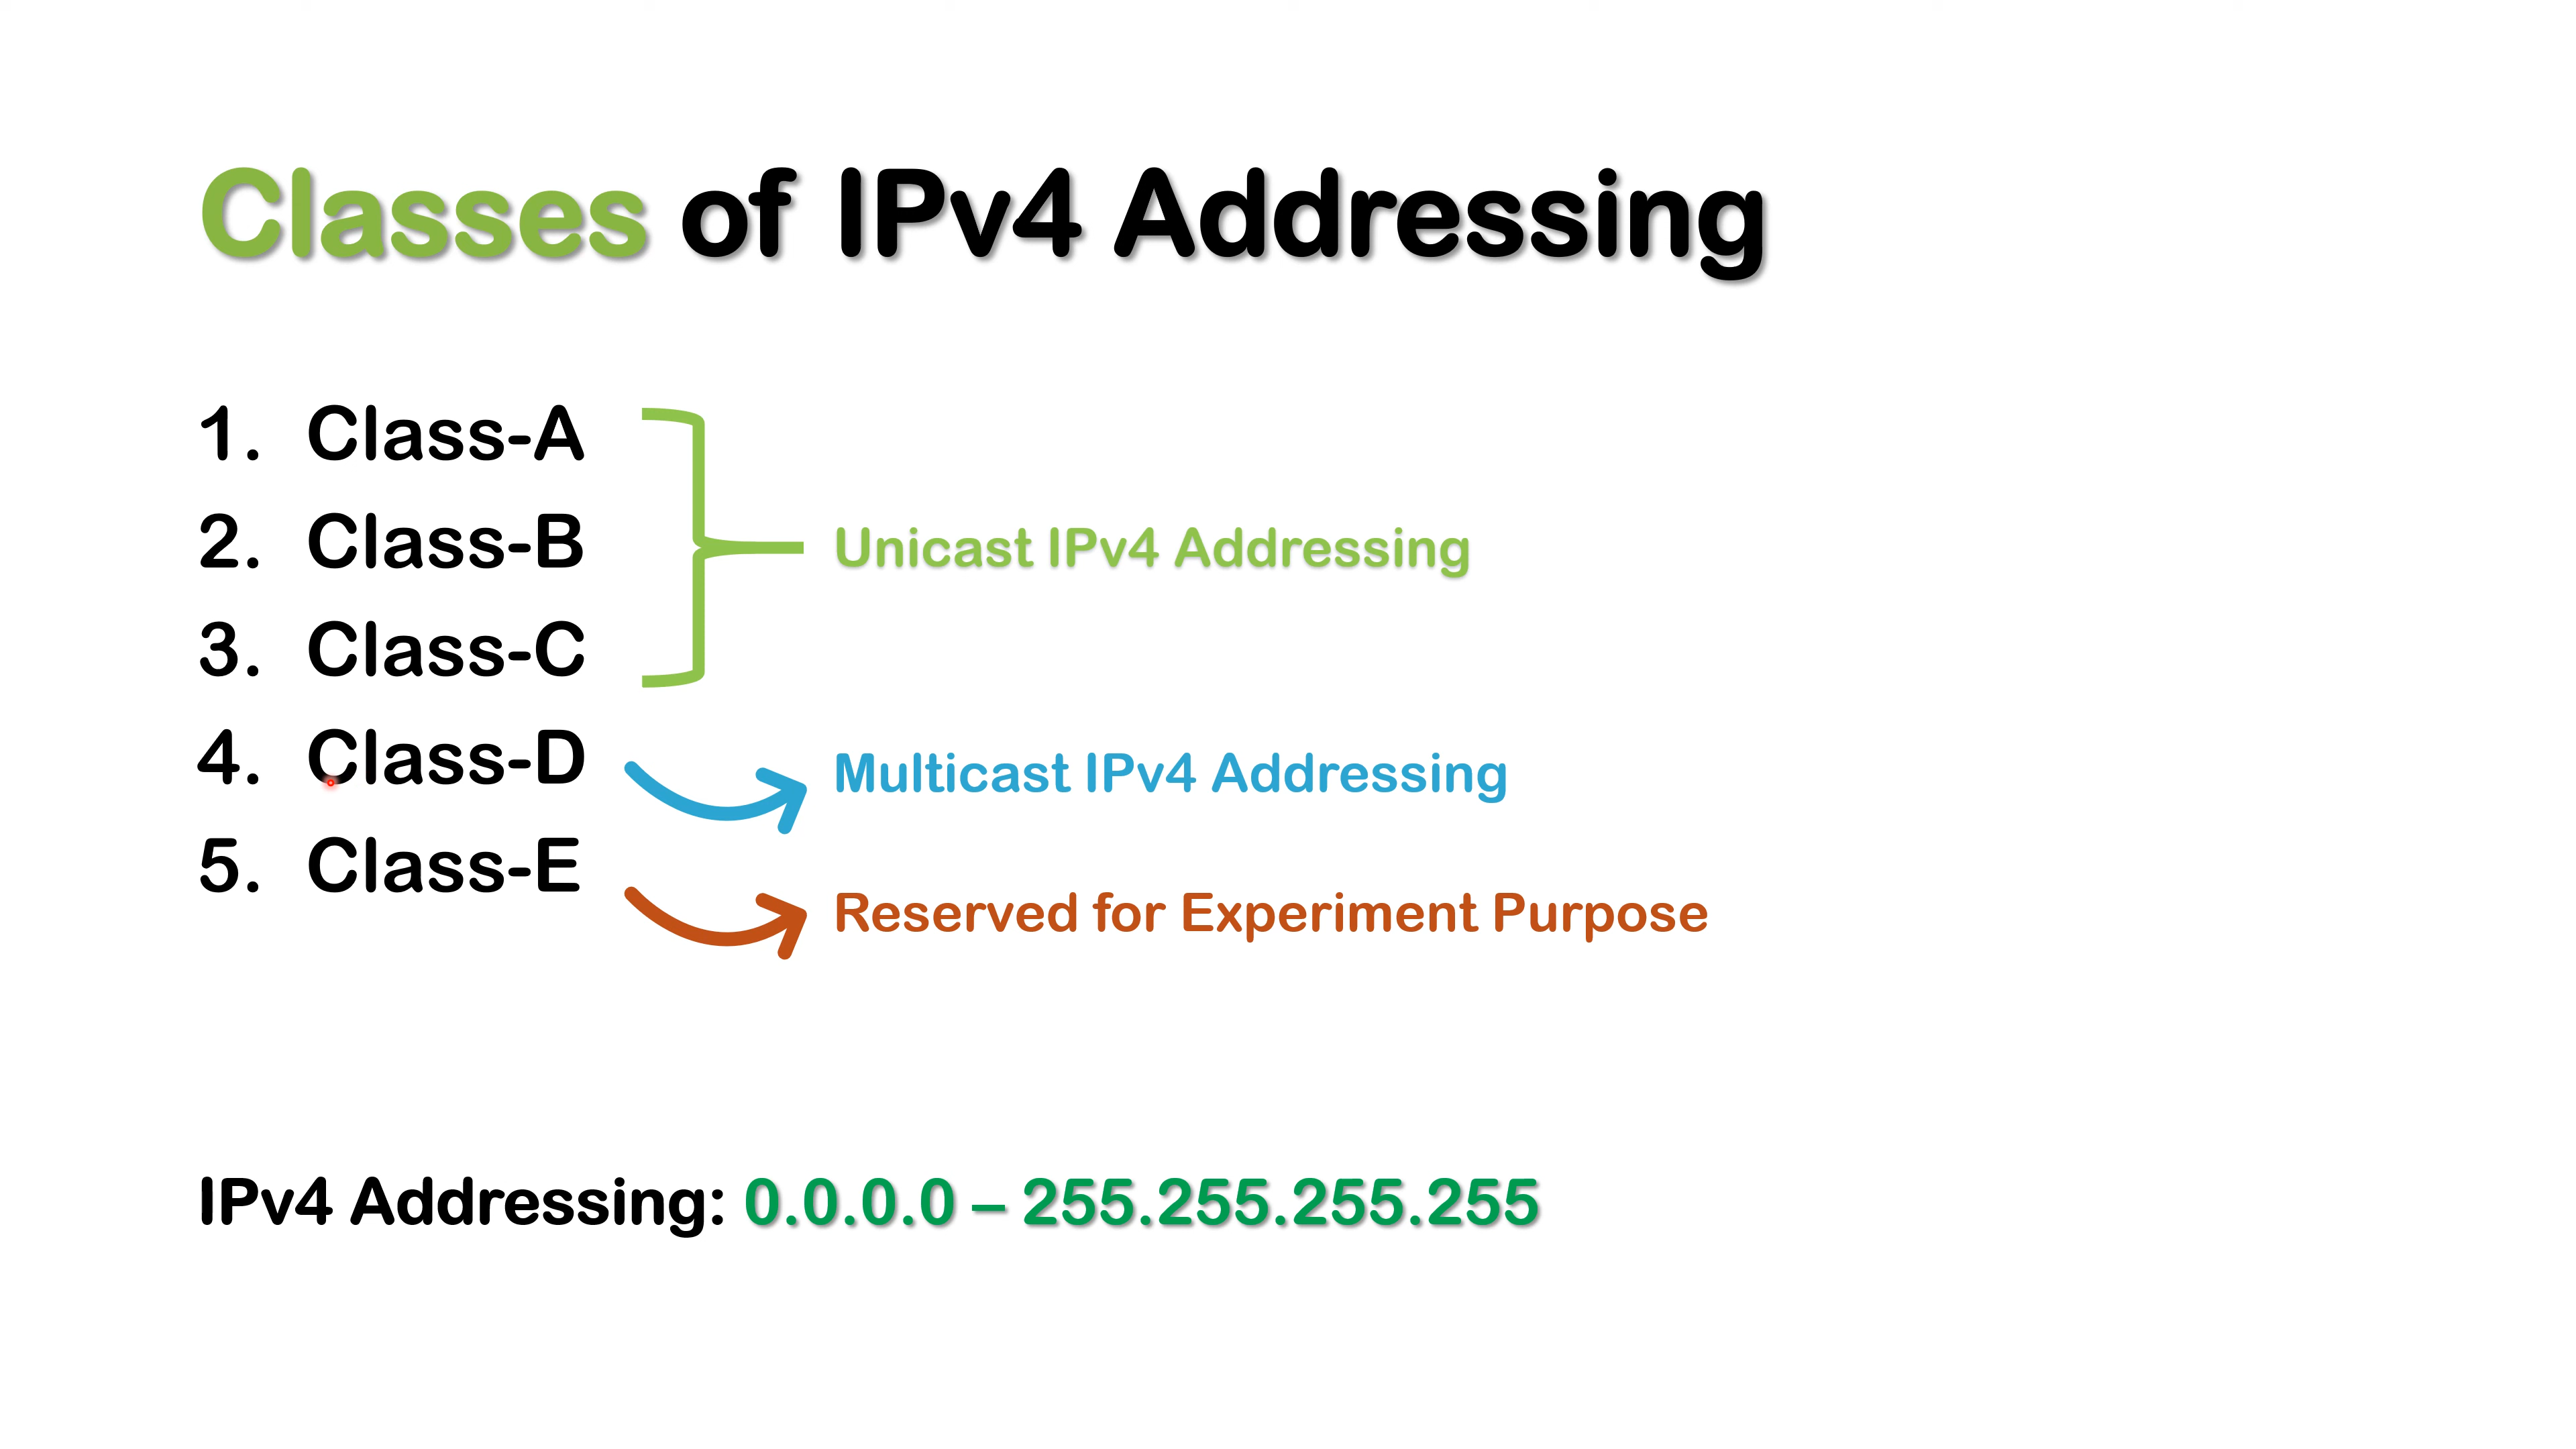 Classes of IPv4 Addressing
1. Class-A
2. Class-B
3. Class-C
4. Class-D
5. Class-E
Unicast IPv4 Addressing
Multicast IPv4 Addressing
Reserved for Experiment Purpose
IPv4 Addressing: 0.0.0.0 – 255.255.255.255